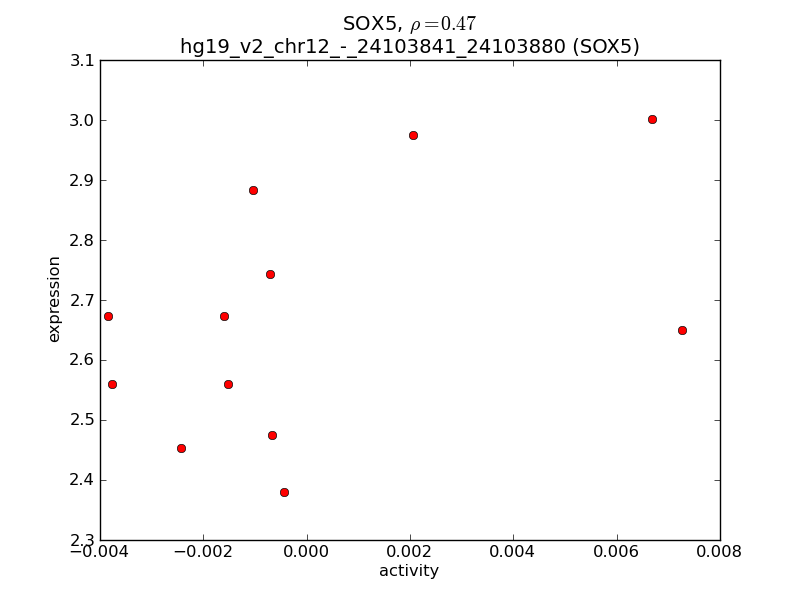 SOX5, ρ=0.47
hg19_v2_chr12_-_24103841_24103880 (SOX5)
3.1
3.0
2.9
2.8
2.7
2.6
2.5
2.4
2.3
expression
−0.004 −0.002 0.000 0.002 0.004 0.006 0.008
activity